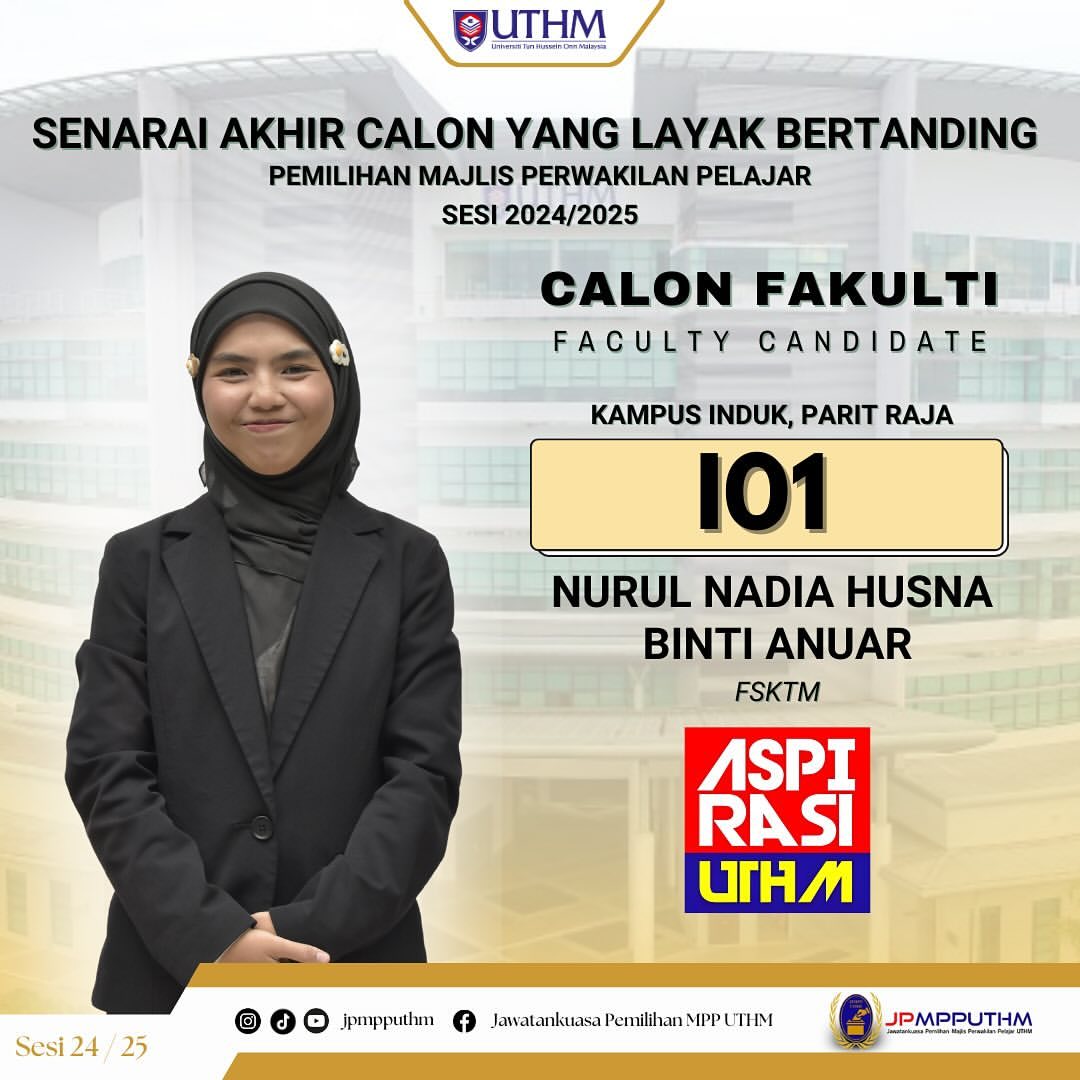 UTHM
Universiti Tun Hussein Onn Malaysia
SENARAI AKHIR CALON YANG LAYAK BERTANDING
PEMILIHAN MAJLIS PERWAKILAN PELAJAR
SESI 2024/2025
UTHM
CALON FAKULTI
FACULTY CANDIDATE
KAMPUS INDUK, PARIT RAJA
I01
NURUL NADIA HUSNA
BINTI ANUAR
FSKTM
ASPI
RASI
UTHM
jpmpputhm
Jawatankuasa Pemilihan MPP UTHM
JPMPPUTHM
Jawatankuasa Pemilihan Majlis Perwakilan Pelajar UTHM
Sesi 24 / 25